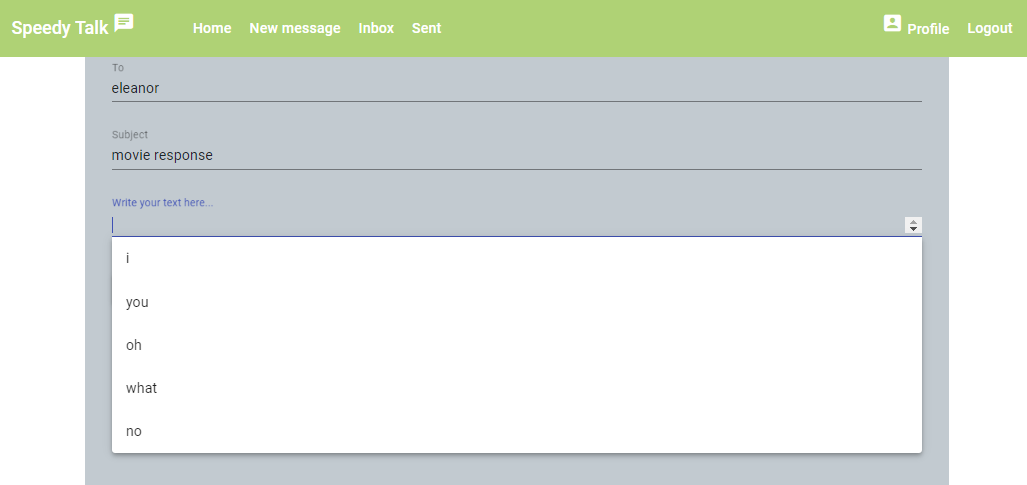 Speedy Talk Home New message Inbox Sent Profile Logout
To
eleanor
Subject
movie response
Write your text here...
i
you
oh
what
no